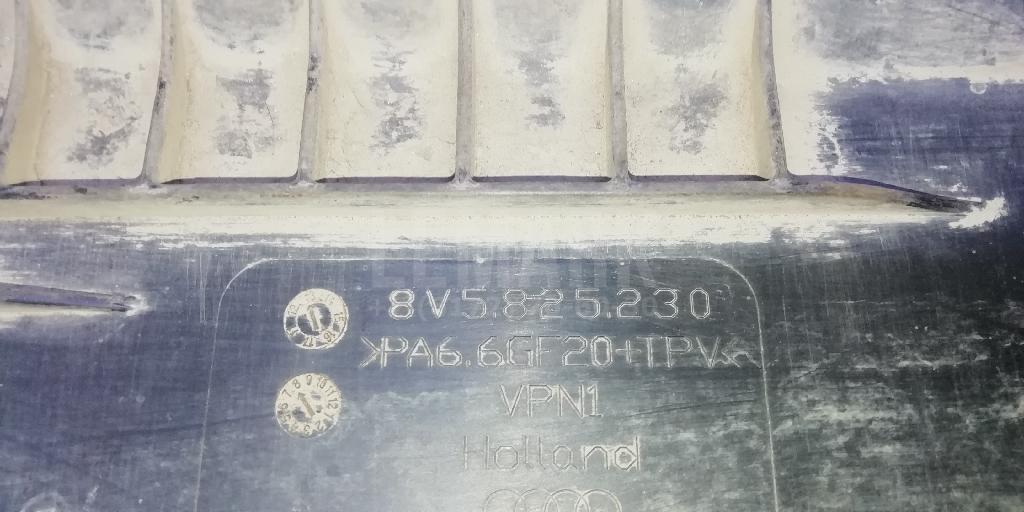 8V5.825.230
>PA6.6GF20+TPV<
VPN1
Holland